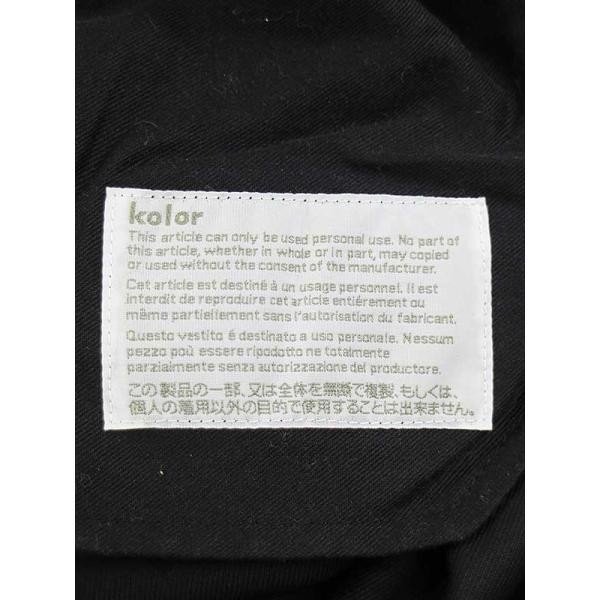 kolor
This article can only be used personal use. No part of
this article, whether in whole or in part, may copied
or used without the consent of the manufacturer.
Cet article est destiné à un usage personnel. Il est
interdit de reproduire cet article entiérement ou
même partiellement sans l'autorisation du fabricant.
Questo vestito é destinato a uso personale. Nessun
pezzo può essere ripodotto ne totalmente
parzialmente senza autorizzazione del productore.
この製品の一部、又は全体を無断で複製、もしくは、
個人の着用以外の目的で使用することは出来ません。